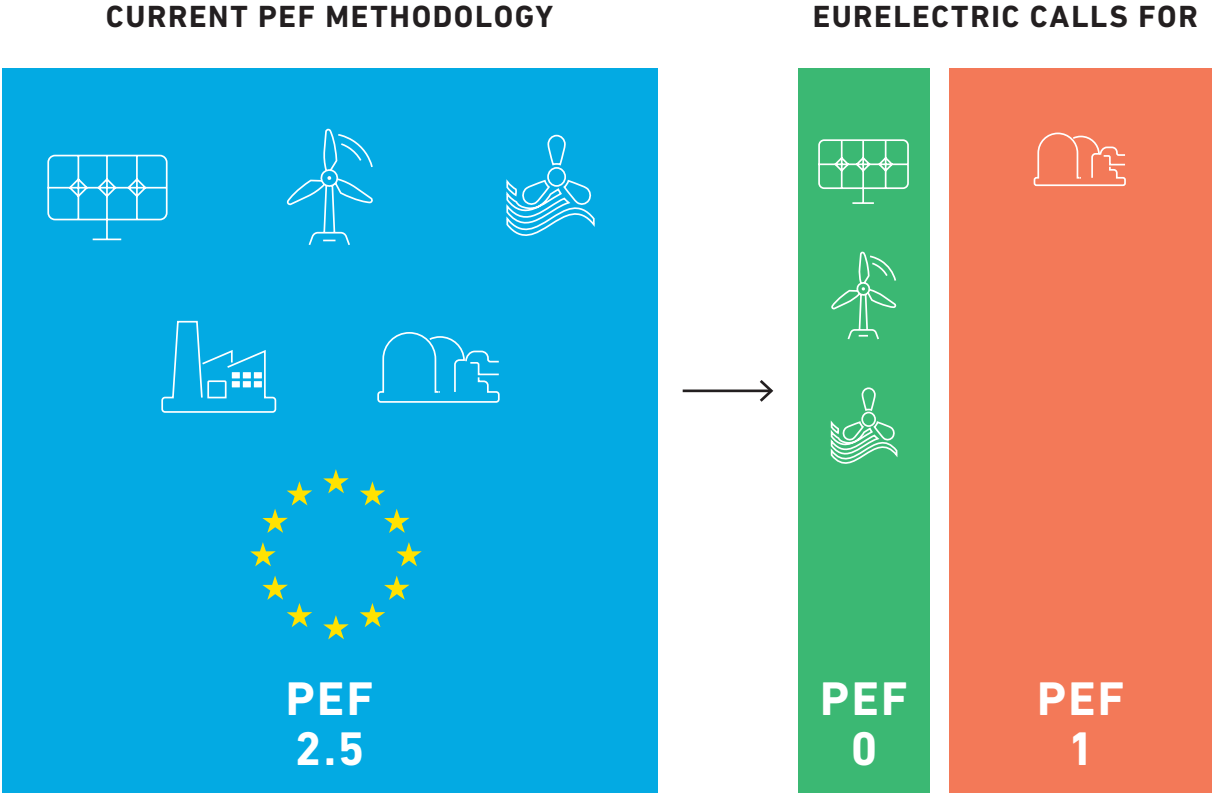 CURRENT PEF METHODOLOGY
EURELECTRIC CALLS FOR
PEF
2.5
PEF
0
PEF
1